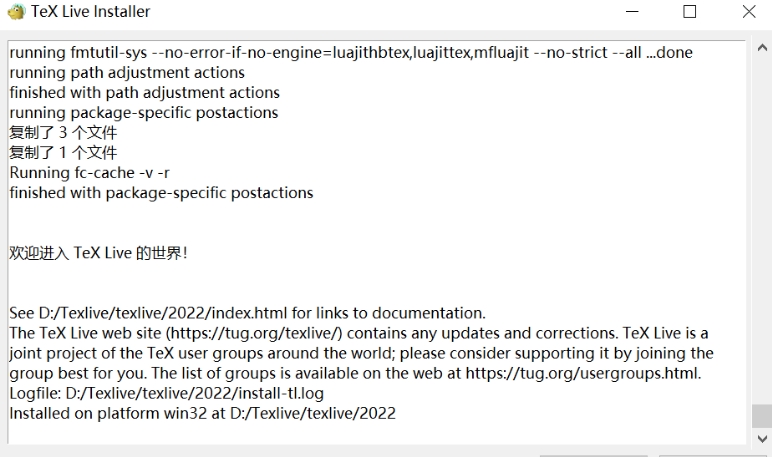 TeX Live Installer
running fmtutil-sys --no-error-if-no-engine=luajithbtex,luajittex,mfluajit --no-strict --all ...done
running path adjustment actions
finished with path adjustment actions
running package-specific postactions
复制了 3 个文件
复制了 1 个文件
Running fc-cache -v -r
finished with package-specific postactions
欢迎进入 TeX Live 的世界!
See D:/Texlive/texlive/2022/index.html for links to documentation.
The TeX Live web site (https://tug.org/texlive/) contains any updates and corrections. TeX Live is a
joint project of the TeX user groups around the world; please consider supporting it by joining the
group best for you. The list of groups is available on the web at https://tug.org/usergroups.html.
Logfile: D:/Texlive/texlive/2022/install-tl.log
Installed on platform win32 at D:/Texlive/texlive/2022